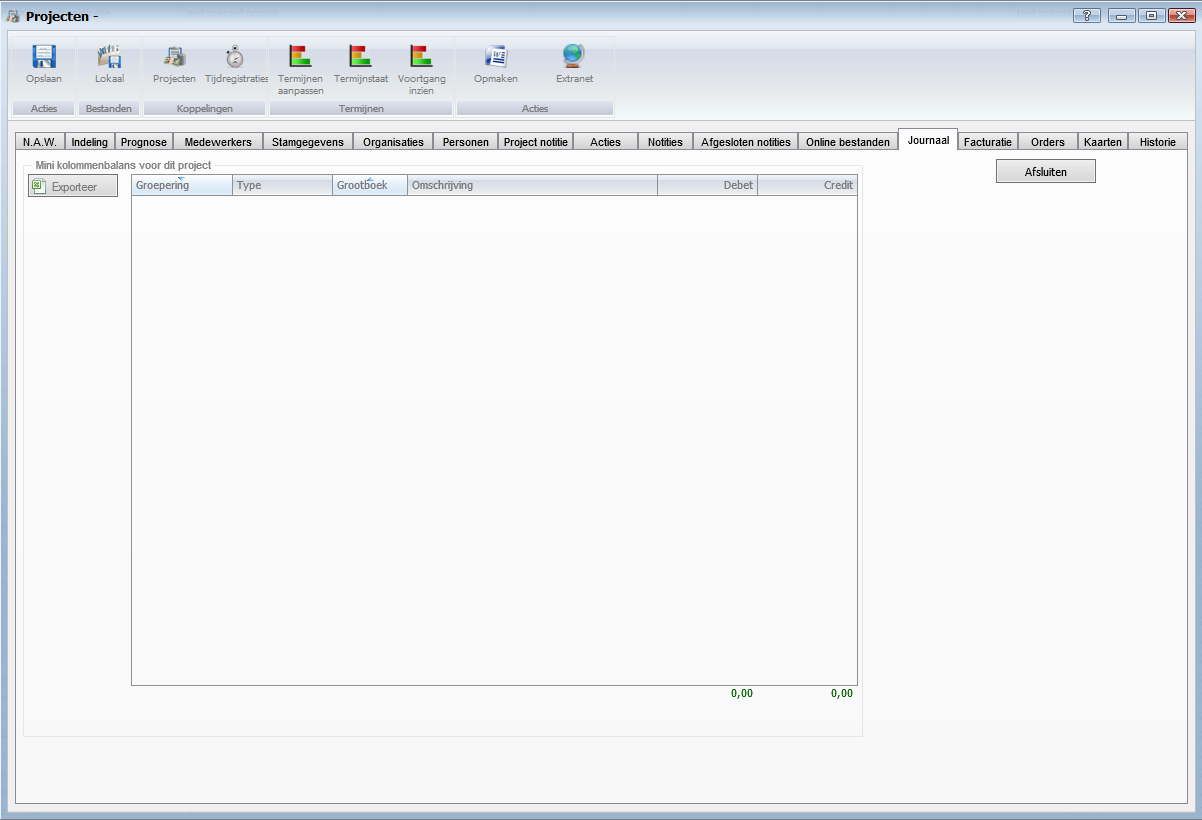 Projecten -
Opslaan
Lokaal
Projecten
Tijdregistraties
Termijnen aanpassen
Termijnstaat
Voortgang inzien
Opmaken
Extranet
Acties
Bestanden
Koppelingen
Termijnen
Acties
N.A.W. Indeling Prognose Medewerkers Stamgegevens Organisaties Personen Project notitie Acties Notities Afgesloten notities Online bestanden Journaal Facturatie Orders Kaarten Historie
Mini kolommenbalans voor dit project
Exporteer
Groepering Type Grootboek Omschrijving Debet Credit
Afsluiten
0,00 0,00